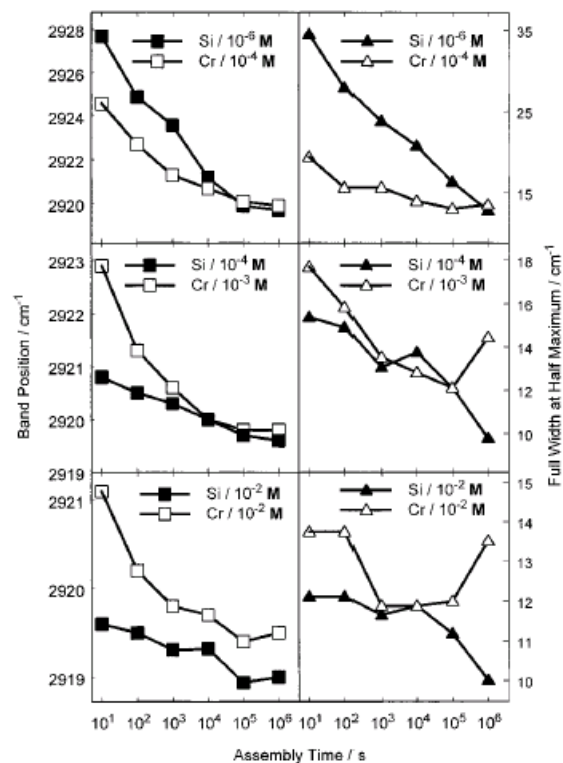 2928
2926
2924
2922
2920
Si / 10⁻⁶ M
Cr / 10⁻⁴ M
Si / 10⁻⁶ M
Cr / 10⁻⁴ M
35
25
15
2923
2922
2921
2920
2919
Si / 10⁻⁴ M
Cr / 10⁻³ M
Si / 10⁻⁴ M
Cr / 10⁻³ M
18
16
14
12
10
2921
2920
2919
Si / 10⁻² M
Cr / 10⁻² M
Si / 10⁻² M
Cr / 10⁻² M
15
14
13
12
11
10
Band Position / cm⁻¹
Full Width at Half Maximum / cm⁻¹
10¹ 10² 10³ 10⁴ 10⁵ 10⁶
10¹ 10² 10³ 10⁴ 10⁵ 10⁶
Assembly Time / s